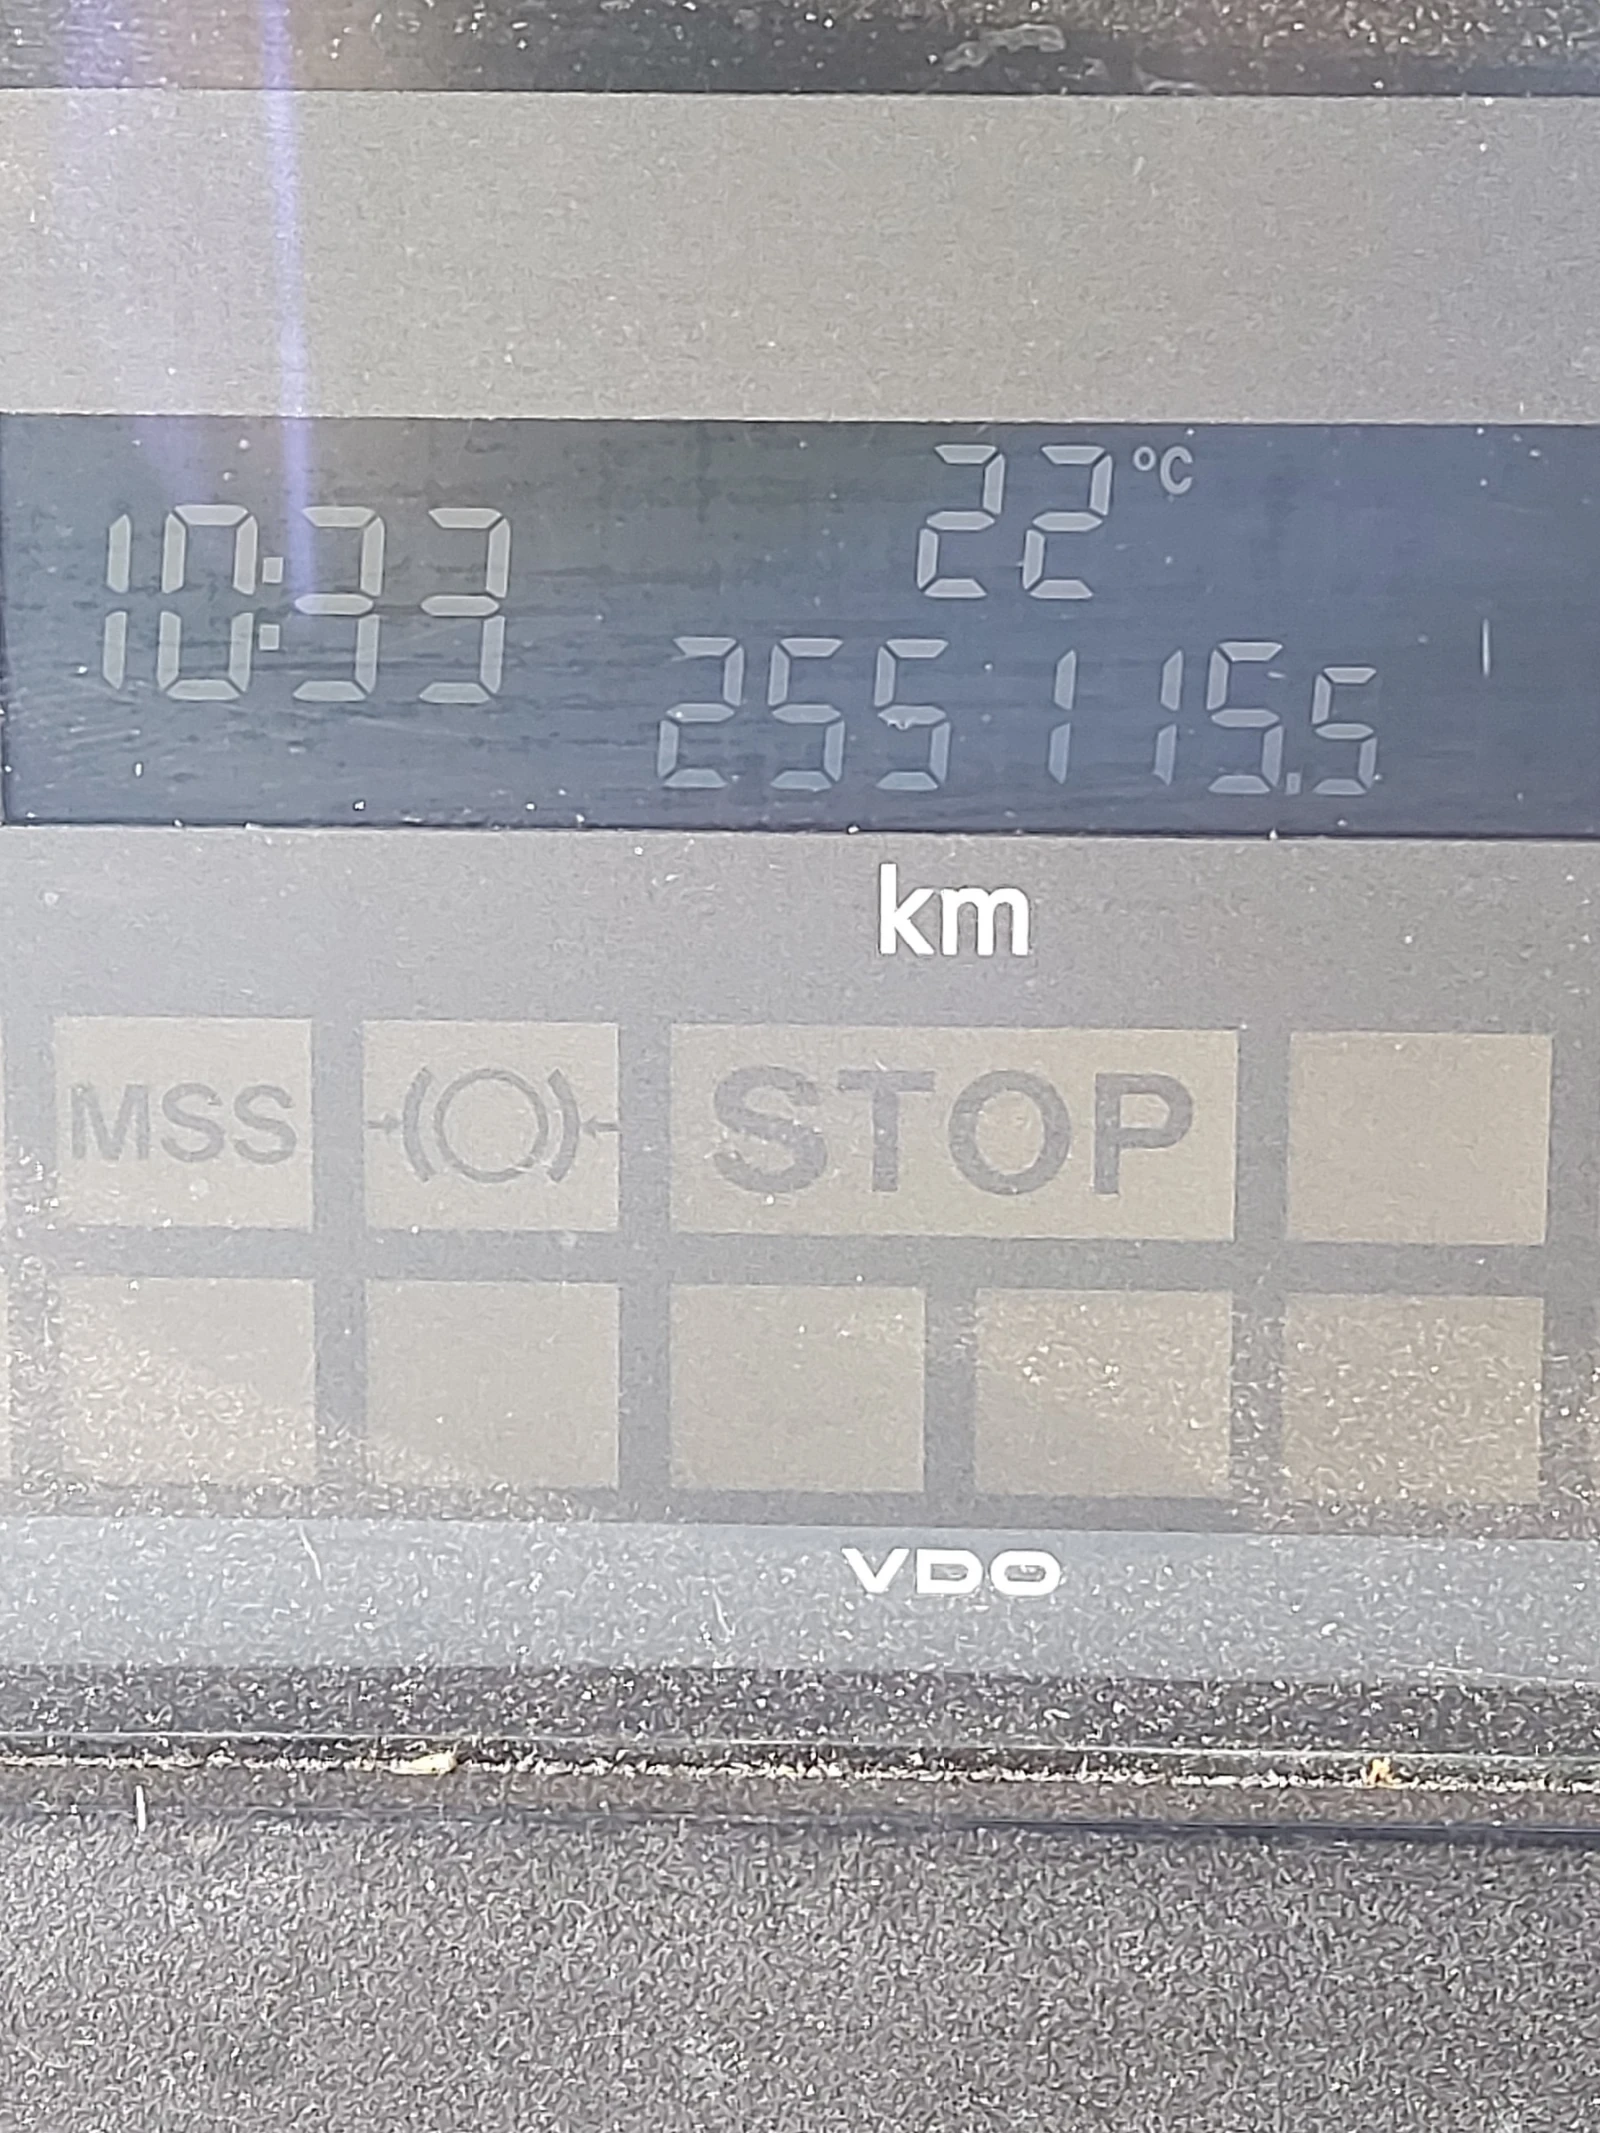 22 °C
10:33
255115.5
km
MSS
STOP
VDO